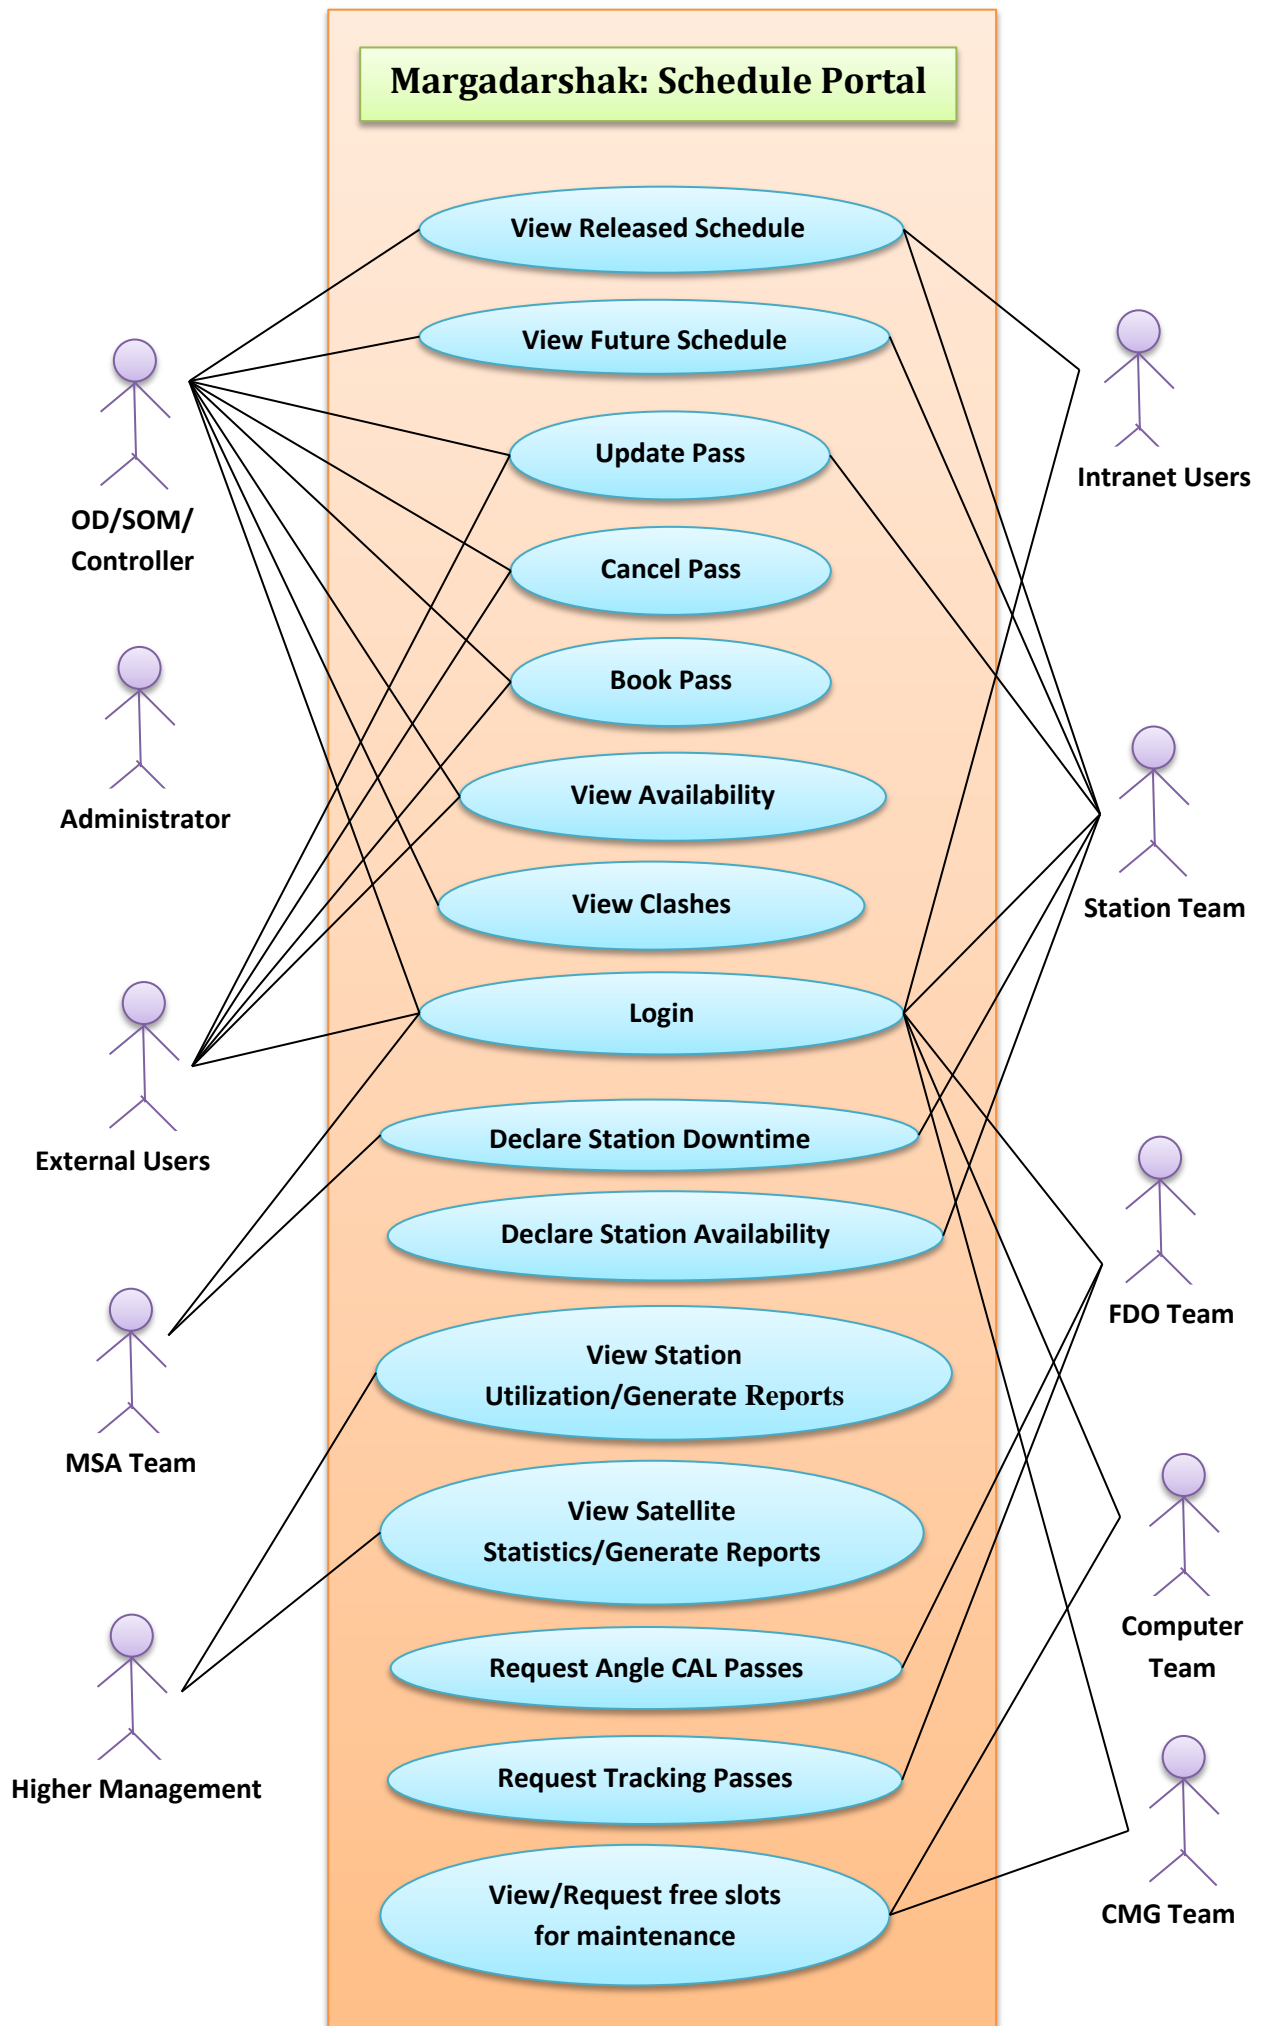 Margadarshak: Schedule Portal
View Released Schedule
View Future Schedule
Update Pass
Cancel Pass
Book Pass
View Availability
View Clashes
Login
Declare Station Downtime
Declare Station Availability
View Station
Utilization/Generate Reports
View Satellite
Statistics/Generate Reports
Request Angle CAL Passes
Request Tracking Passes
View/Request free slots
for maintenance
OD/SOM/
Controller
Administrator
External Users
MSA Team
Higher Management
Intranet Users
Station Team
FDO Team
Computer
Team
CMG Team